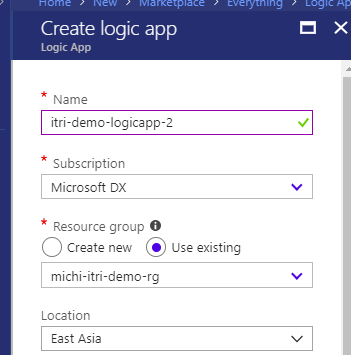 Home > New > Marketplace > Everything > Logic Ap
Create logic app
Logic App
* Name
itri-demo-logicapp-2
* Subscription
Microsoft DX
* Resource group
Create new Use existing
michi-itri-demo-rg
Location
East Asia